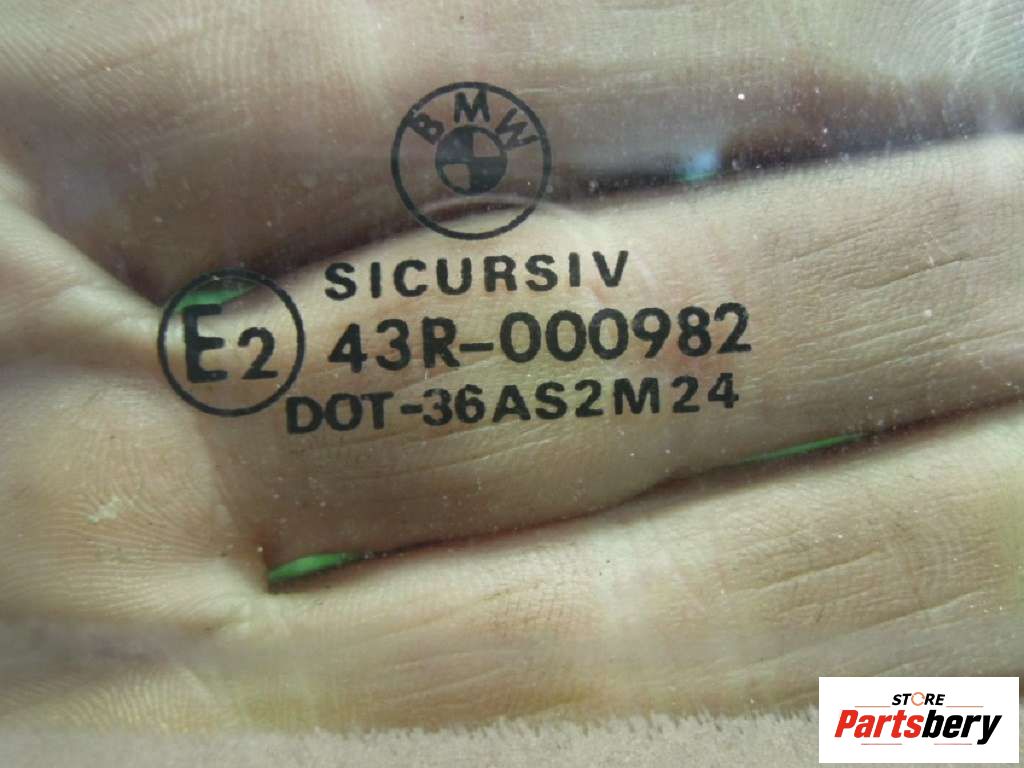 BMW
SICURSIV
E2
43R-000982
DOT-36AS2M24
STORE
Partsbery